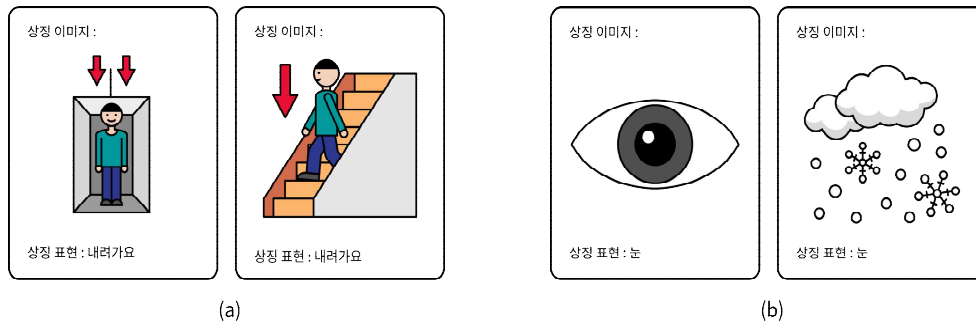 상징 이미지 :
상징 이미지 :
상징 표현 : 내려가요
상징 표현 : 내려가요
(a)
상징 이미지 :
상징 이미지 :
상징 표현 : 눈
상징 표현 : 눈
(b)